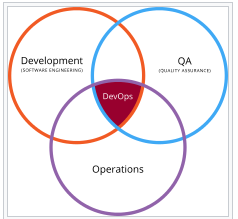 Development
(SOFTWARE ENGINEERING)
QA
(QUALITY ASSURANCE)
DevOps
Operations